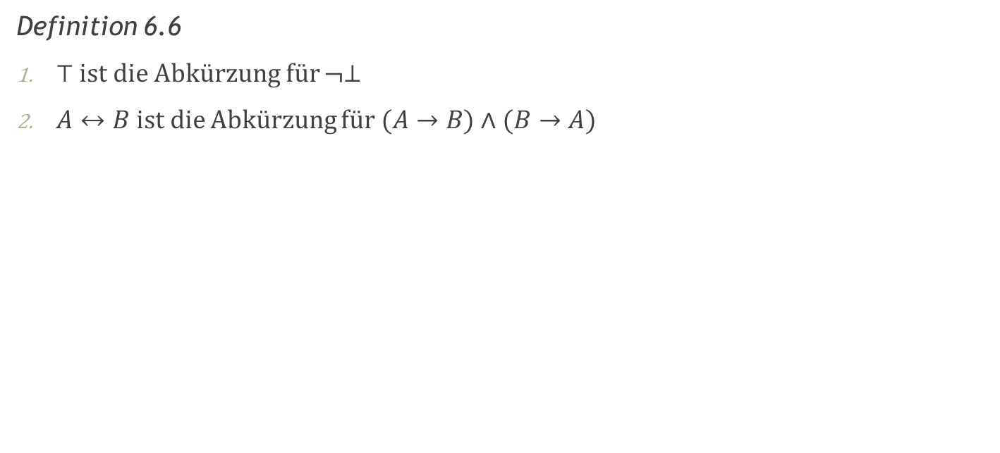 Definition 6.6
1. ⊤ ist die Abkürzung für ¬⊥
2. A ↔ B ist die Abkürzung für (A → B) ∧ (B → A)